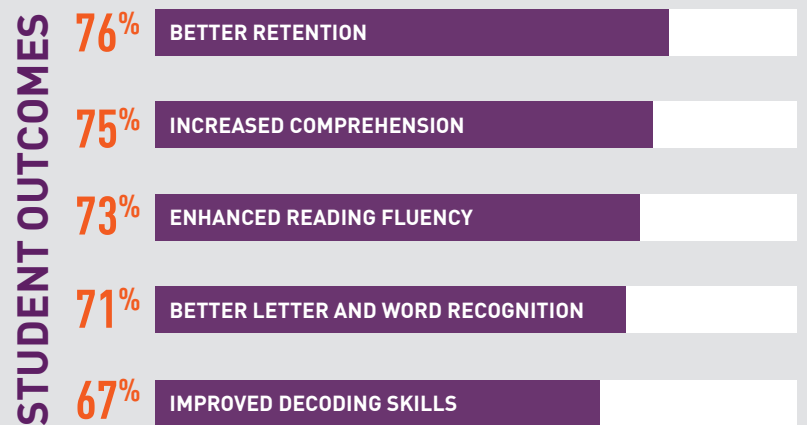 STUDENT OUTCOMES
76% BETTER RETENTION
75% INCREASED COMPREHENSION
73% ENHANCED READING FLUENCY
71% BETTER LETTER AND WORD RECOGNITION
67% IMPROVED DECODING SKILLS